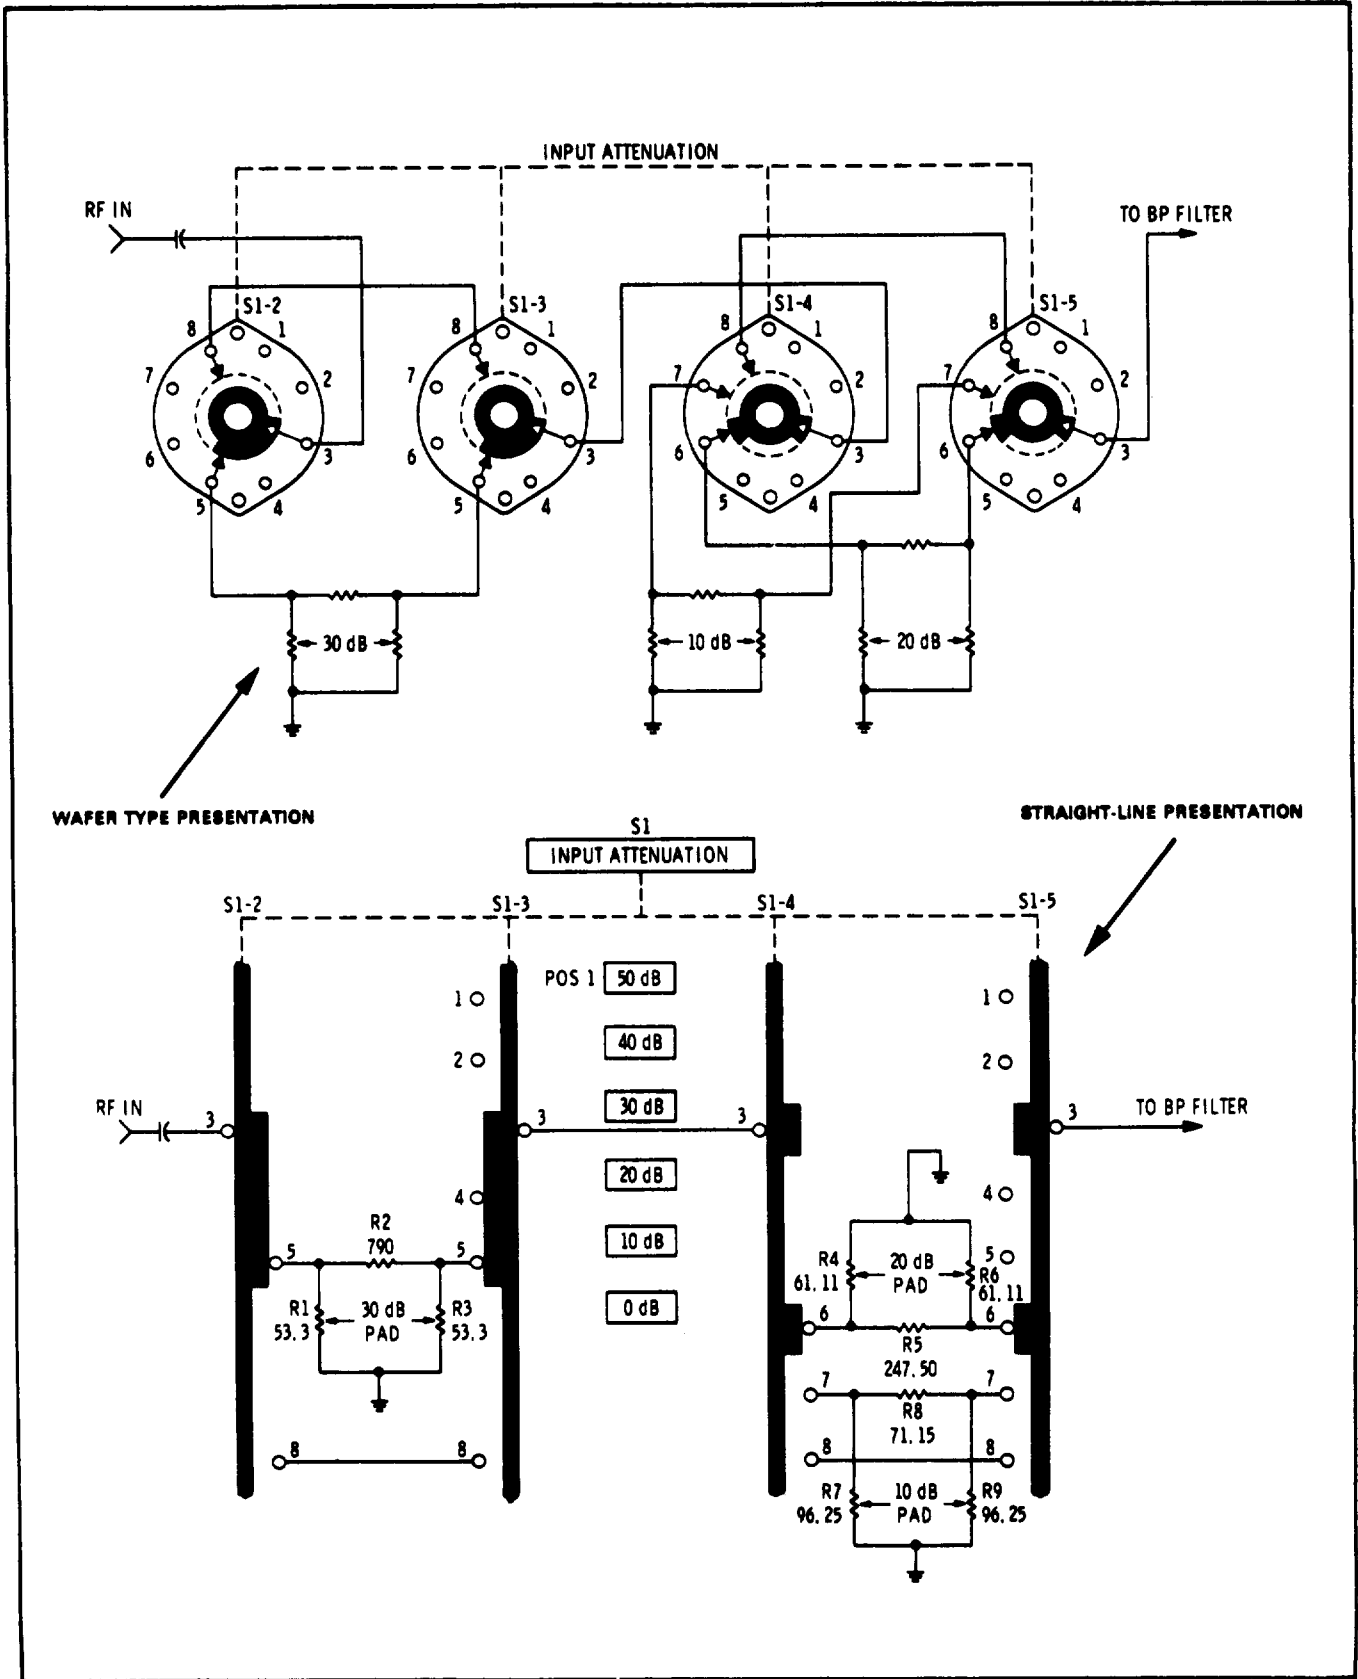 INPUT ATTENUATION
RF IN
TO BP FILTER
S1-2
S1-3
S1-4
S1-5
8
1
8
1
8
1
8
1
7
2
7
2
7
2
7
2
6
3
6
3
6
3
6
3
5
4
5
4
5
4
5
4
30 dB
10 dB
20 dB
WAFER TYPE PRESENTATION
STRAIGHT-LINE PRESENTATION
S1
INPUT ATTENUATION
S1-2
S1-3
S1-4
S1-5
POS 1
50 dB
1
1
40 dB
2
2
RF IN
3
3
30 dB
3
3
TO BP FILTER
20 dB
4
4
R2
790
5
5
10 dB
R4
61.11
20 dB
PAD
5
R6
61.11
R1
53.3
30 dB
PAD
R3
53.3
0 dB
6
6
R5
247.50
7
7
R8
71.15
8
8
8
8
R7
96.25
10 dB
PAD
R9
96.25